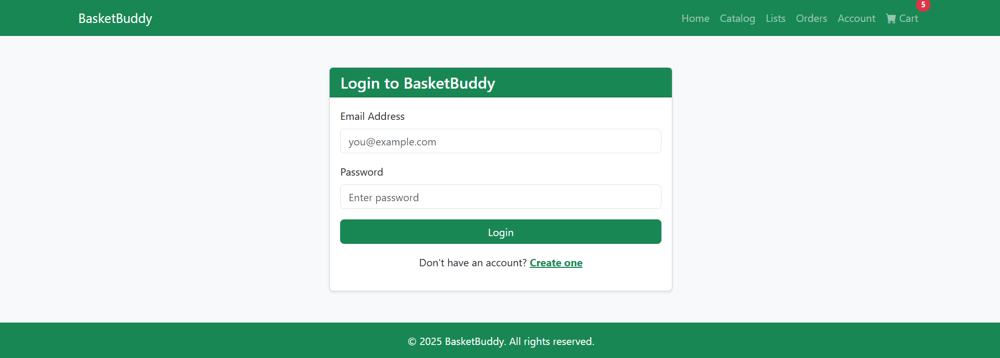 BasketBuddy Home Catalog Lists Orders Account Cart 5
Login to BasketBuddy
Email Address
you@example.com
Password
Enter password
Login
Don't have an account? Create one
© 2025 BasketBuddy. All rights reserved.